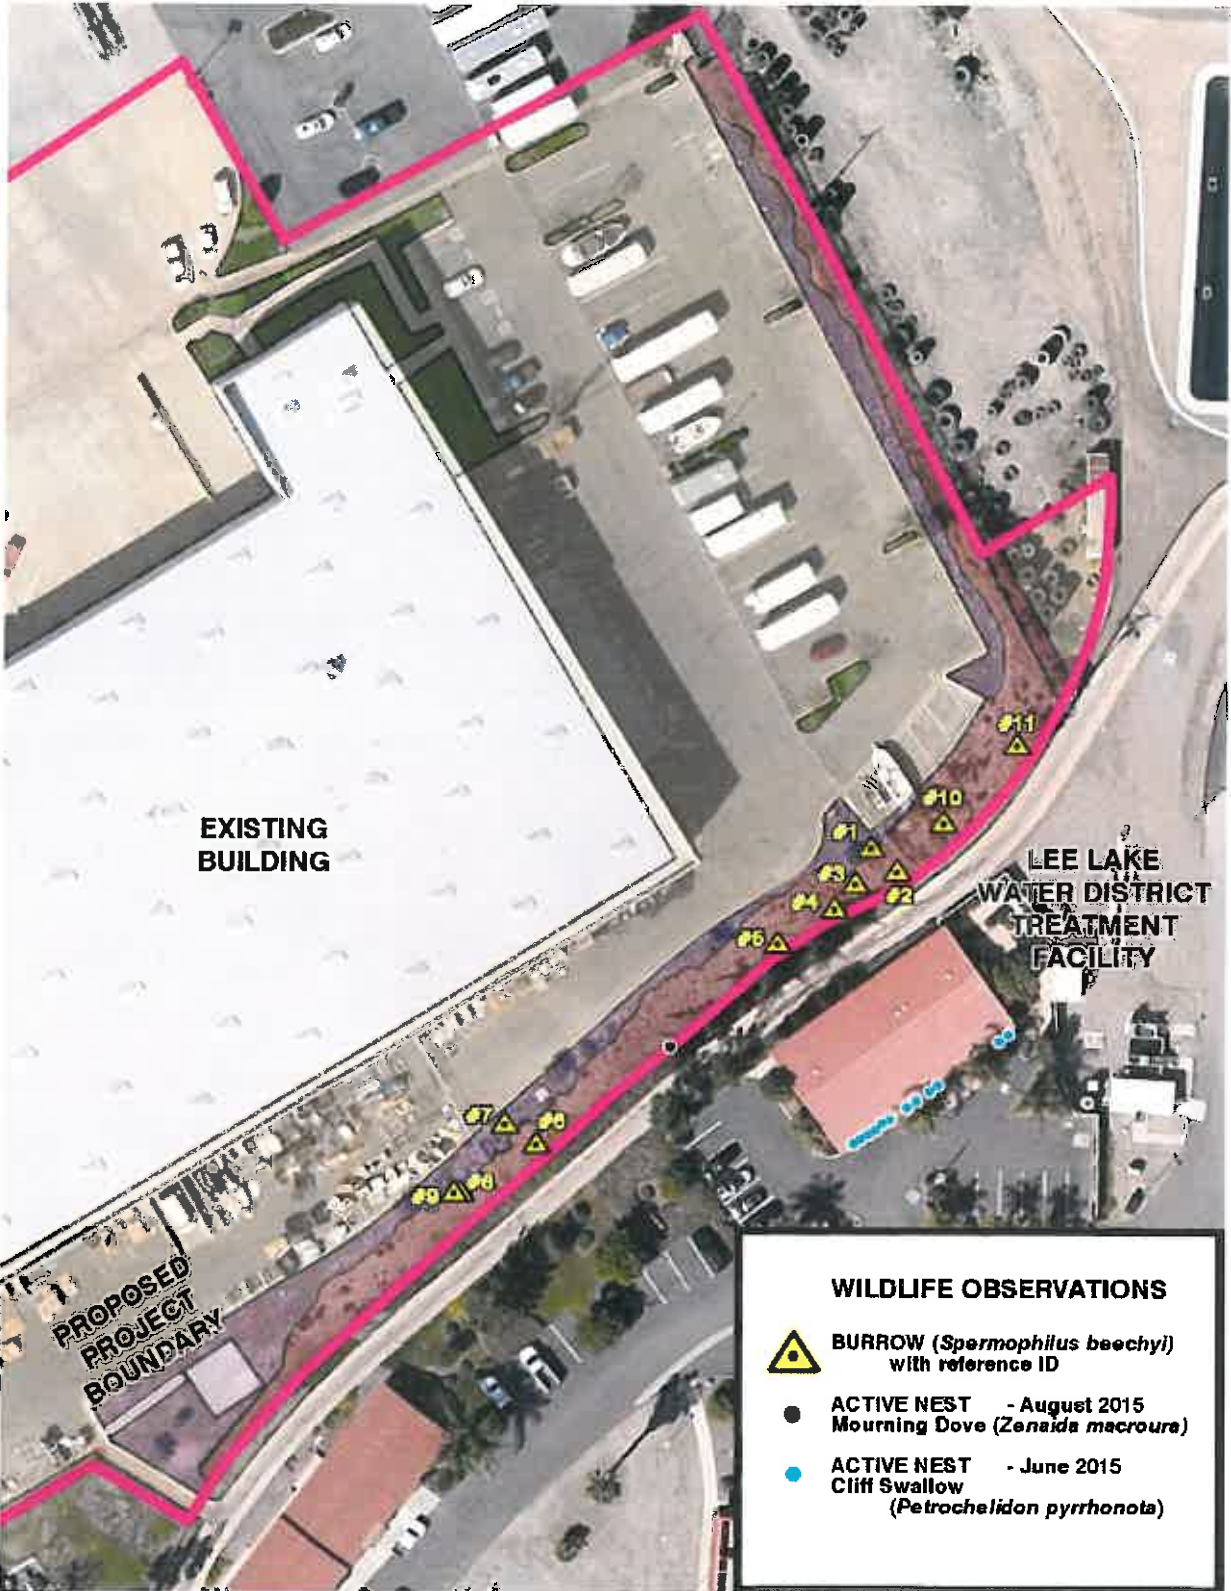 #11
#10
#1
#3
#2
#4
#5
#7
#6
#9
#8
EXISTING
BUILDING
LEE LAKE
WATER DISTRICT
TREATMENT
FACILITY
PROPOSED
PROJECT
BOUNDARY
WILDLIFE OBSERVATIONS
BURROW (Spermophilus beechyi)
with reference ID
ACTIVE NEST - August 2015
Mourning Dove (Zenaida macroura)
ACTIVE NEST - June 2015
Cliff Swallow
(Petrochelidon pyrrhonota)